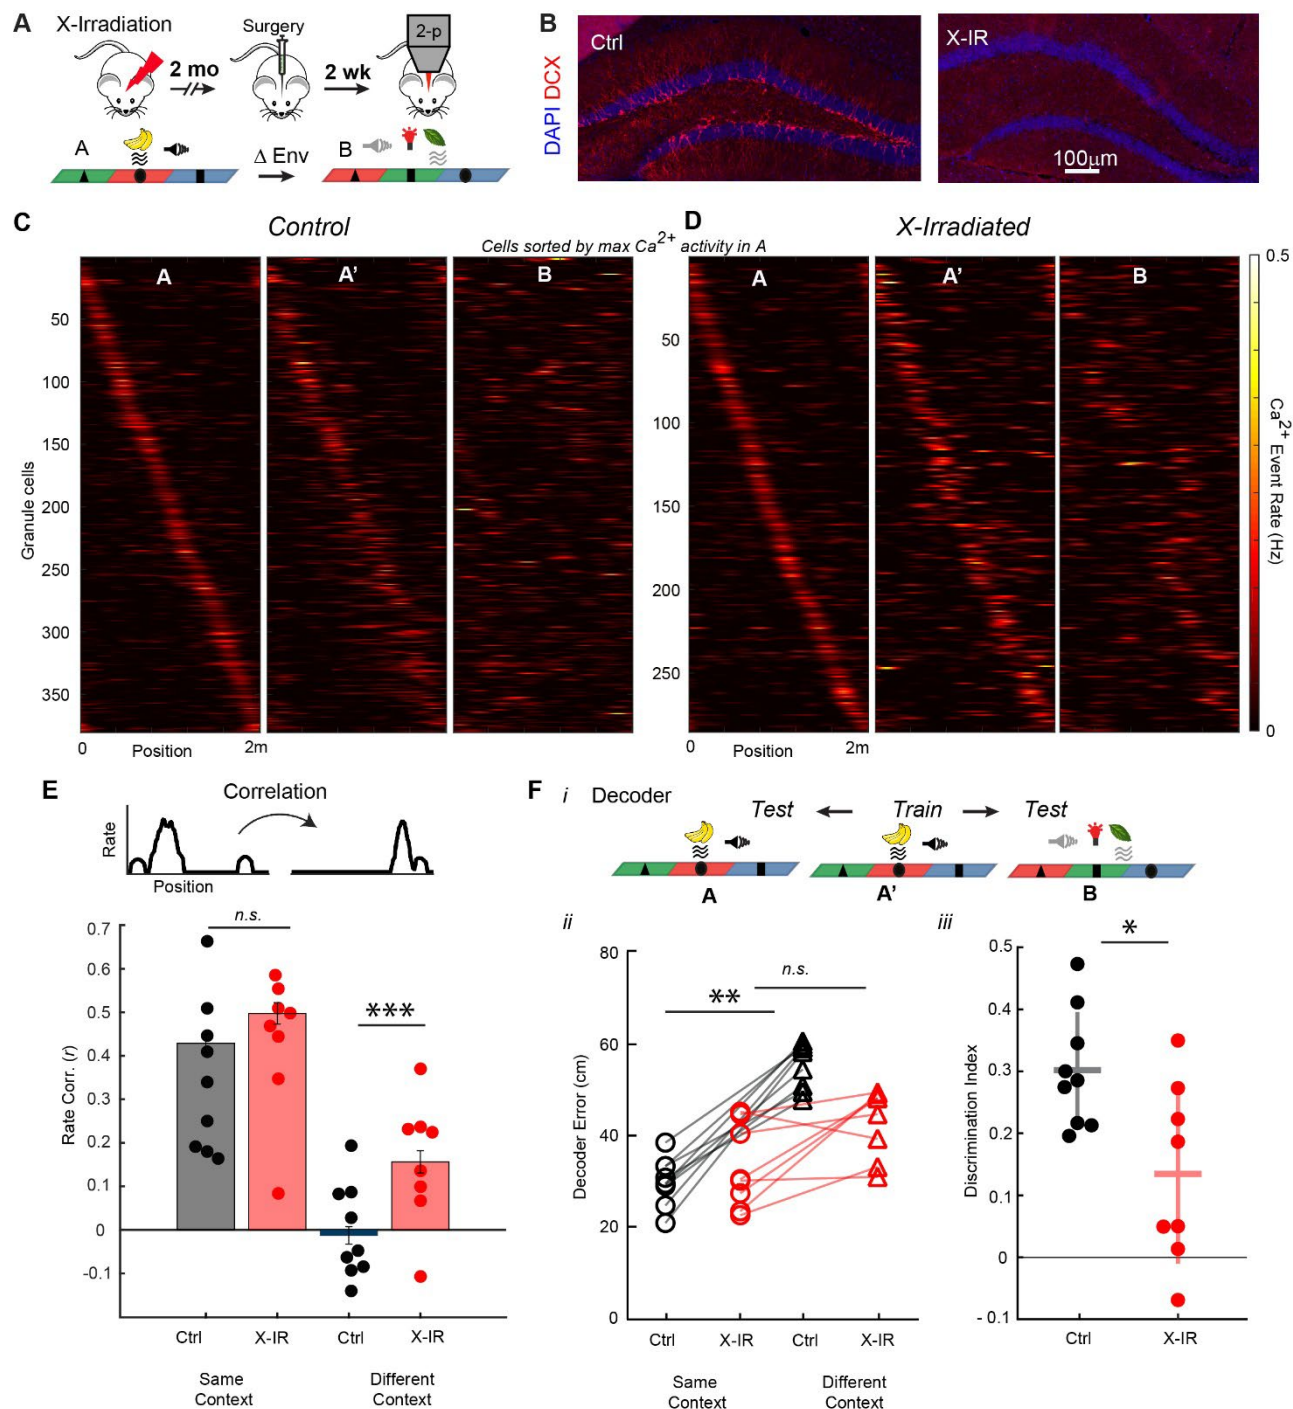 A
X-Irradiation
Surgery
2-p
2 mo
2 wk
A
Δ Env
B
B
DAPI DCX
Ctrl
X-IR
100μm
C
Control
D
X-Irradiated
Cells sorted by max Ca2+ activity in A
A
A'
B
A
A'
B
0.5
0
Ca2+ Event Rate (Hz)
Granule cells
50
100
150
200
250
300
350
50
100
150
200
250
0
Position
2m
0
Position
2m
E
Correlation
Rate
Position
n.s.
***
Rate Corr. (r)
0.7
0.6
0.5
0.4
0.3
0.2
0.1
0
-0.1
Ctrl
X-IR
Ctrl
X-IR
Same
Context
Different
Context
F
i
Decoder
Test
Train
Test
A
A'
B
ii
n.s.
**
Decoder Error (cm)
80
60
40
20
0
Ctrl
X-IR
Ctrl
X-IR
Same
Context
Different
Context
iii
*
Discrimination Index
0.5
0.4
0.3
0.2
0.1
0
- 0.1
Ctrl
X-IR